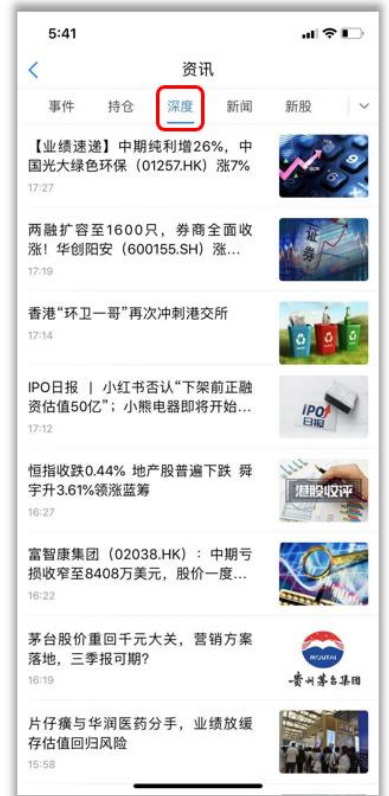 5:41
资讯
事件 持仓 深度 新闻 新股
【业绩速递】中期纯利增26%，中
国光大绿色环保（01257.HK）涨7%
17:27
两融扩容至1600只，券商全面收
涨！华创阳安（600155.SH）涨...
17:19
证
券
香港“环卫一哥”再次冲刺港交所
17:14
IPO日报 | 小红书否认“下架前正融
资估值50亿”；小熊电器即将开始...
17:12
IPO
日报
恒指收跌0.44% 地产股普遍下跌 舜
宇升3.61%领涨蓝筹
16:27
港股收评
富智康集团（02038.HK）：中期亏
损收窄至8408万美元，股价一度...
16:22
茅台股价重回千元大关，营销方案
落地，三季报可期？
16:19
MOUTAI
贵州茅台集团
片仔癀与华润医药分手，业绩放缓
存估值回归风险
15:58